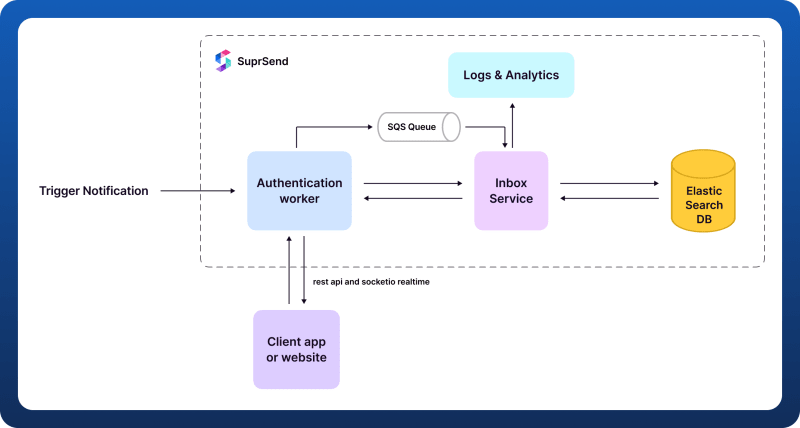 SuprSend
Logs & Analytics
SQS Queue
Trigger Notification
Authentication
worker
Inbox
Service
Elastic
Search
DB
rest api and socketio realtime
Client app
or website